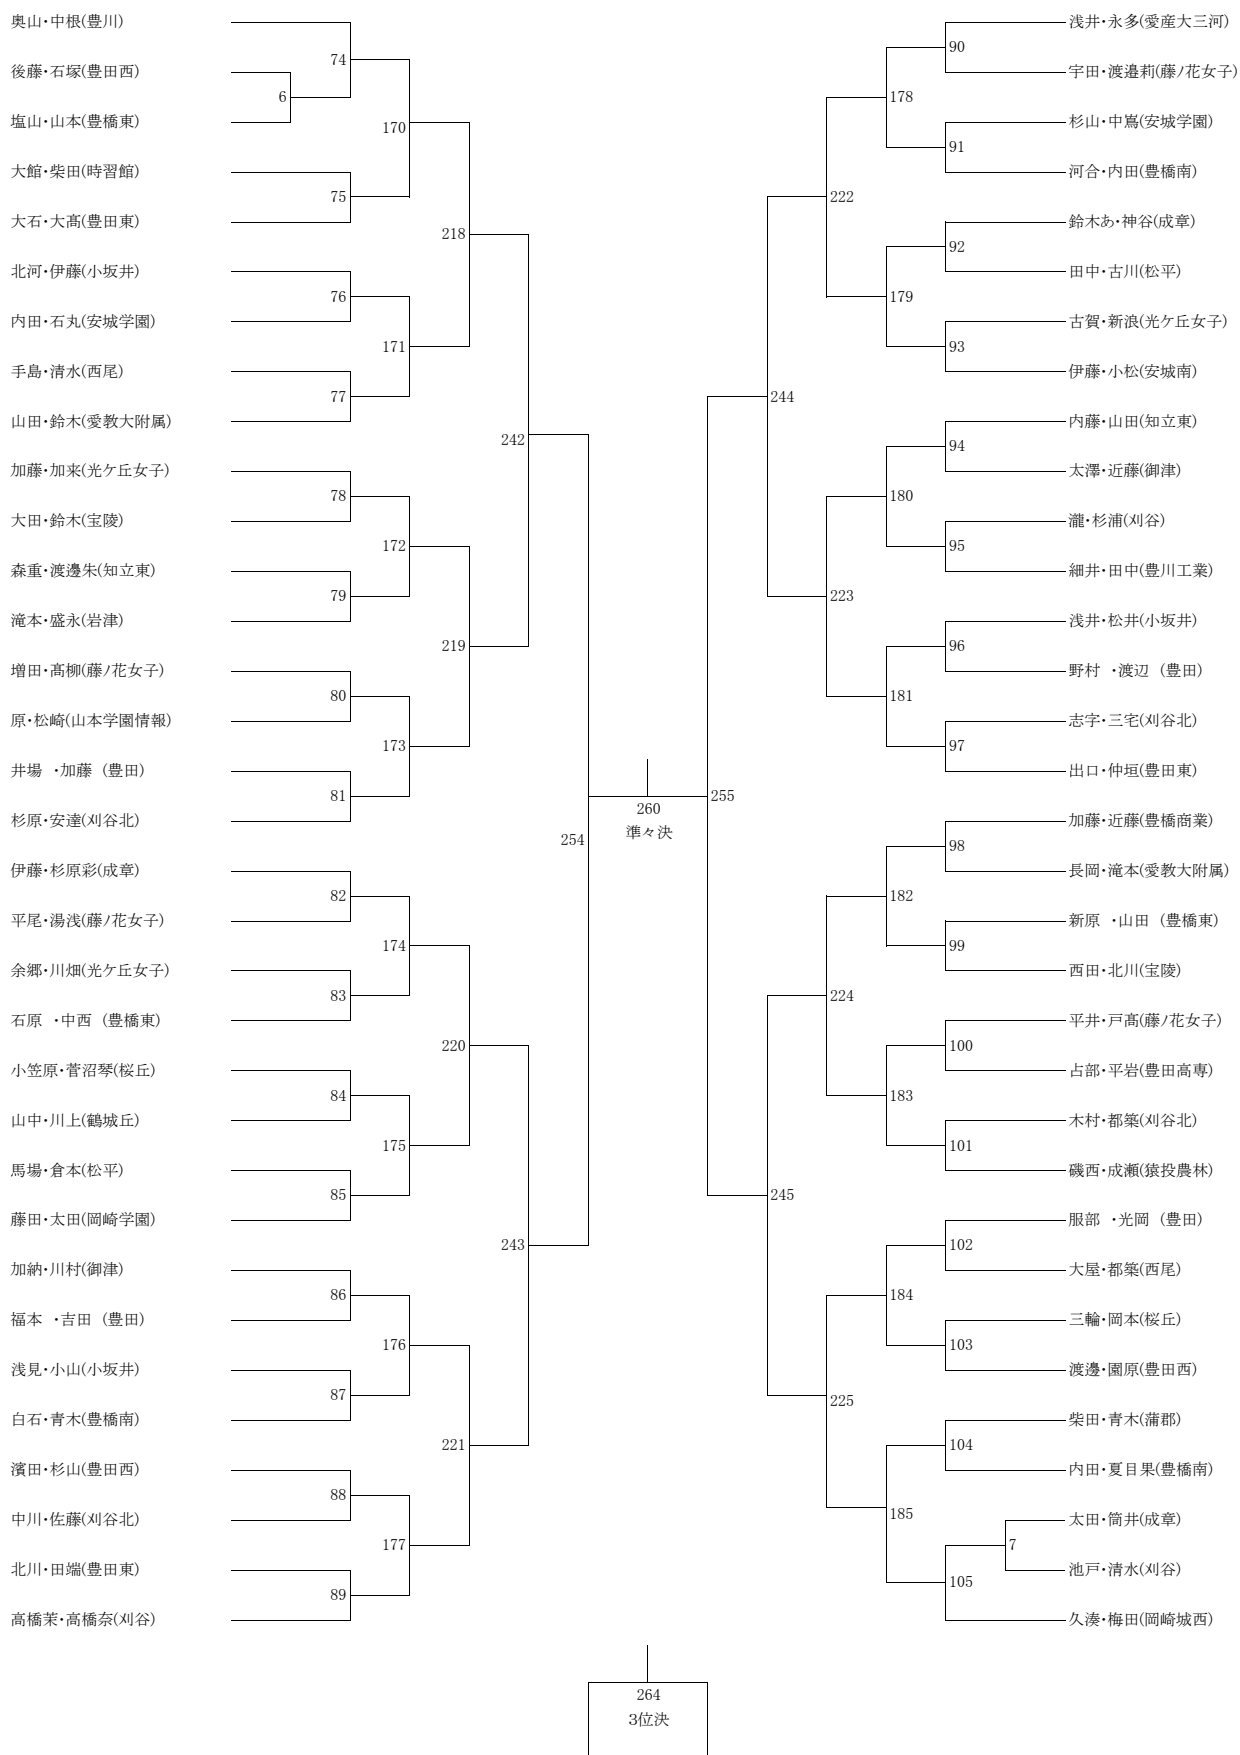 奥山・中根(豊川)
後藤・石塚(豊田西)
塩山・山本(豊橋東)
大館・柴田(時習館)
大石・大髙(豊田東)
北河・伊藤(小坂井)
内田・石丸(安城学園)
手島・清水(西尾)
山田・鈴木(愛教大附属)
加藤・加来(光ケ丘女子)
大田・鈴木(宝陵)
森重・渡邊朱(知立東)
滝本・盛永(岩津)
増田・髙柳(藤ノ花女子)
原・松崎(山本学園情報)
井場 ・加藤 (豊田)
杉原・安達(刈谷北)
伊藤・杉原彩(成章)
平尾・湯浅(藤ノ花女子)
余郷・川畑(光ケ丘女子)
石原 ・中西 (豊橋東)
小笠原・菅沼琴(桜丘)
山中・川上(鶴城丘)
馬場・倉本(松平)
藤田・太田(岡崎学園)
加納・川村(御津)
福本 ・吉田 (豊田)
浅見・小山(小坂井)
白石・青木(豊橋南)
濱田・杉山(豊田西)
中川・佐藤(刈谷北)
北川・田端(豊田東)
高橋茉・高橋奈(刈谷)
6
74
75
76
77
78
79
80
81
82
83
84
85
86
87
88
89
170
171
172
173
174
175
176
177
218
219
220
221
242
243
254
260
準々決
255
244
245
222
223
224
225
178
179
180
181
182
183
184
185
90
91
92
93
94
95
96
97
98
99
100
101
102
103
104
105
7
浅井・永多(愛産大三河)
宇田・渡邉莉(藤ノ花女子)
杉山・中嶌(安城学園)
河合・内田(豊橋南)
鈴木あ・神谷(成章)
田中・古川(松平)
古賀・新浪(光ケ丘女子)
伊藤・小松(安城南)
内藤・山田(知立東)
太澤・近藤(御津)
瀧・杉浦(刈谷)
細井・田中(豊川工業)
浅井・松井(小坂井)
野村 ・渡辺 (豊田)
志字・三宅(刈谷北)
出口・仲垣(豊田東)
加藤・近藤(豊橋商業)
長岡・滝本(愛教大附属)
新原 ・山田 (豊橋東)
西田・北川(宝陵)
平井・戸髙(藤ノ花女子)
占部・平岩(豊田高専)
木村・都築(刈谷北)
磯西・成瀬(猿投農林)
服部 ・光岡 (豊田)
大屋・都築(西尾)
三輪・岡本(桜丘)
渡邊・園原(豊田西)
柴田・青木(蒲郡)
内田・夏目果(豊橋南)
太田・筒井(成章)
池戸・清水(刈谷)
久湊・梅田(岡崎城西)
264
3位決